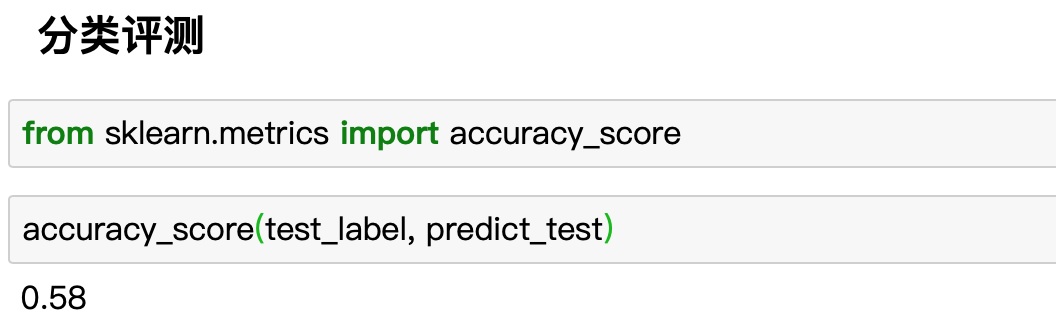 分类评测
from sklearn.metrics import accuracy_score
accuracy_score(test_label, predict_test)
0.58